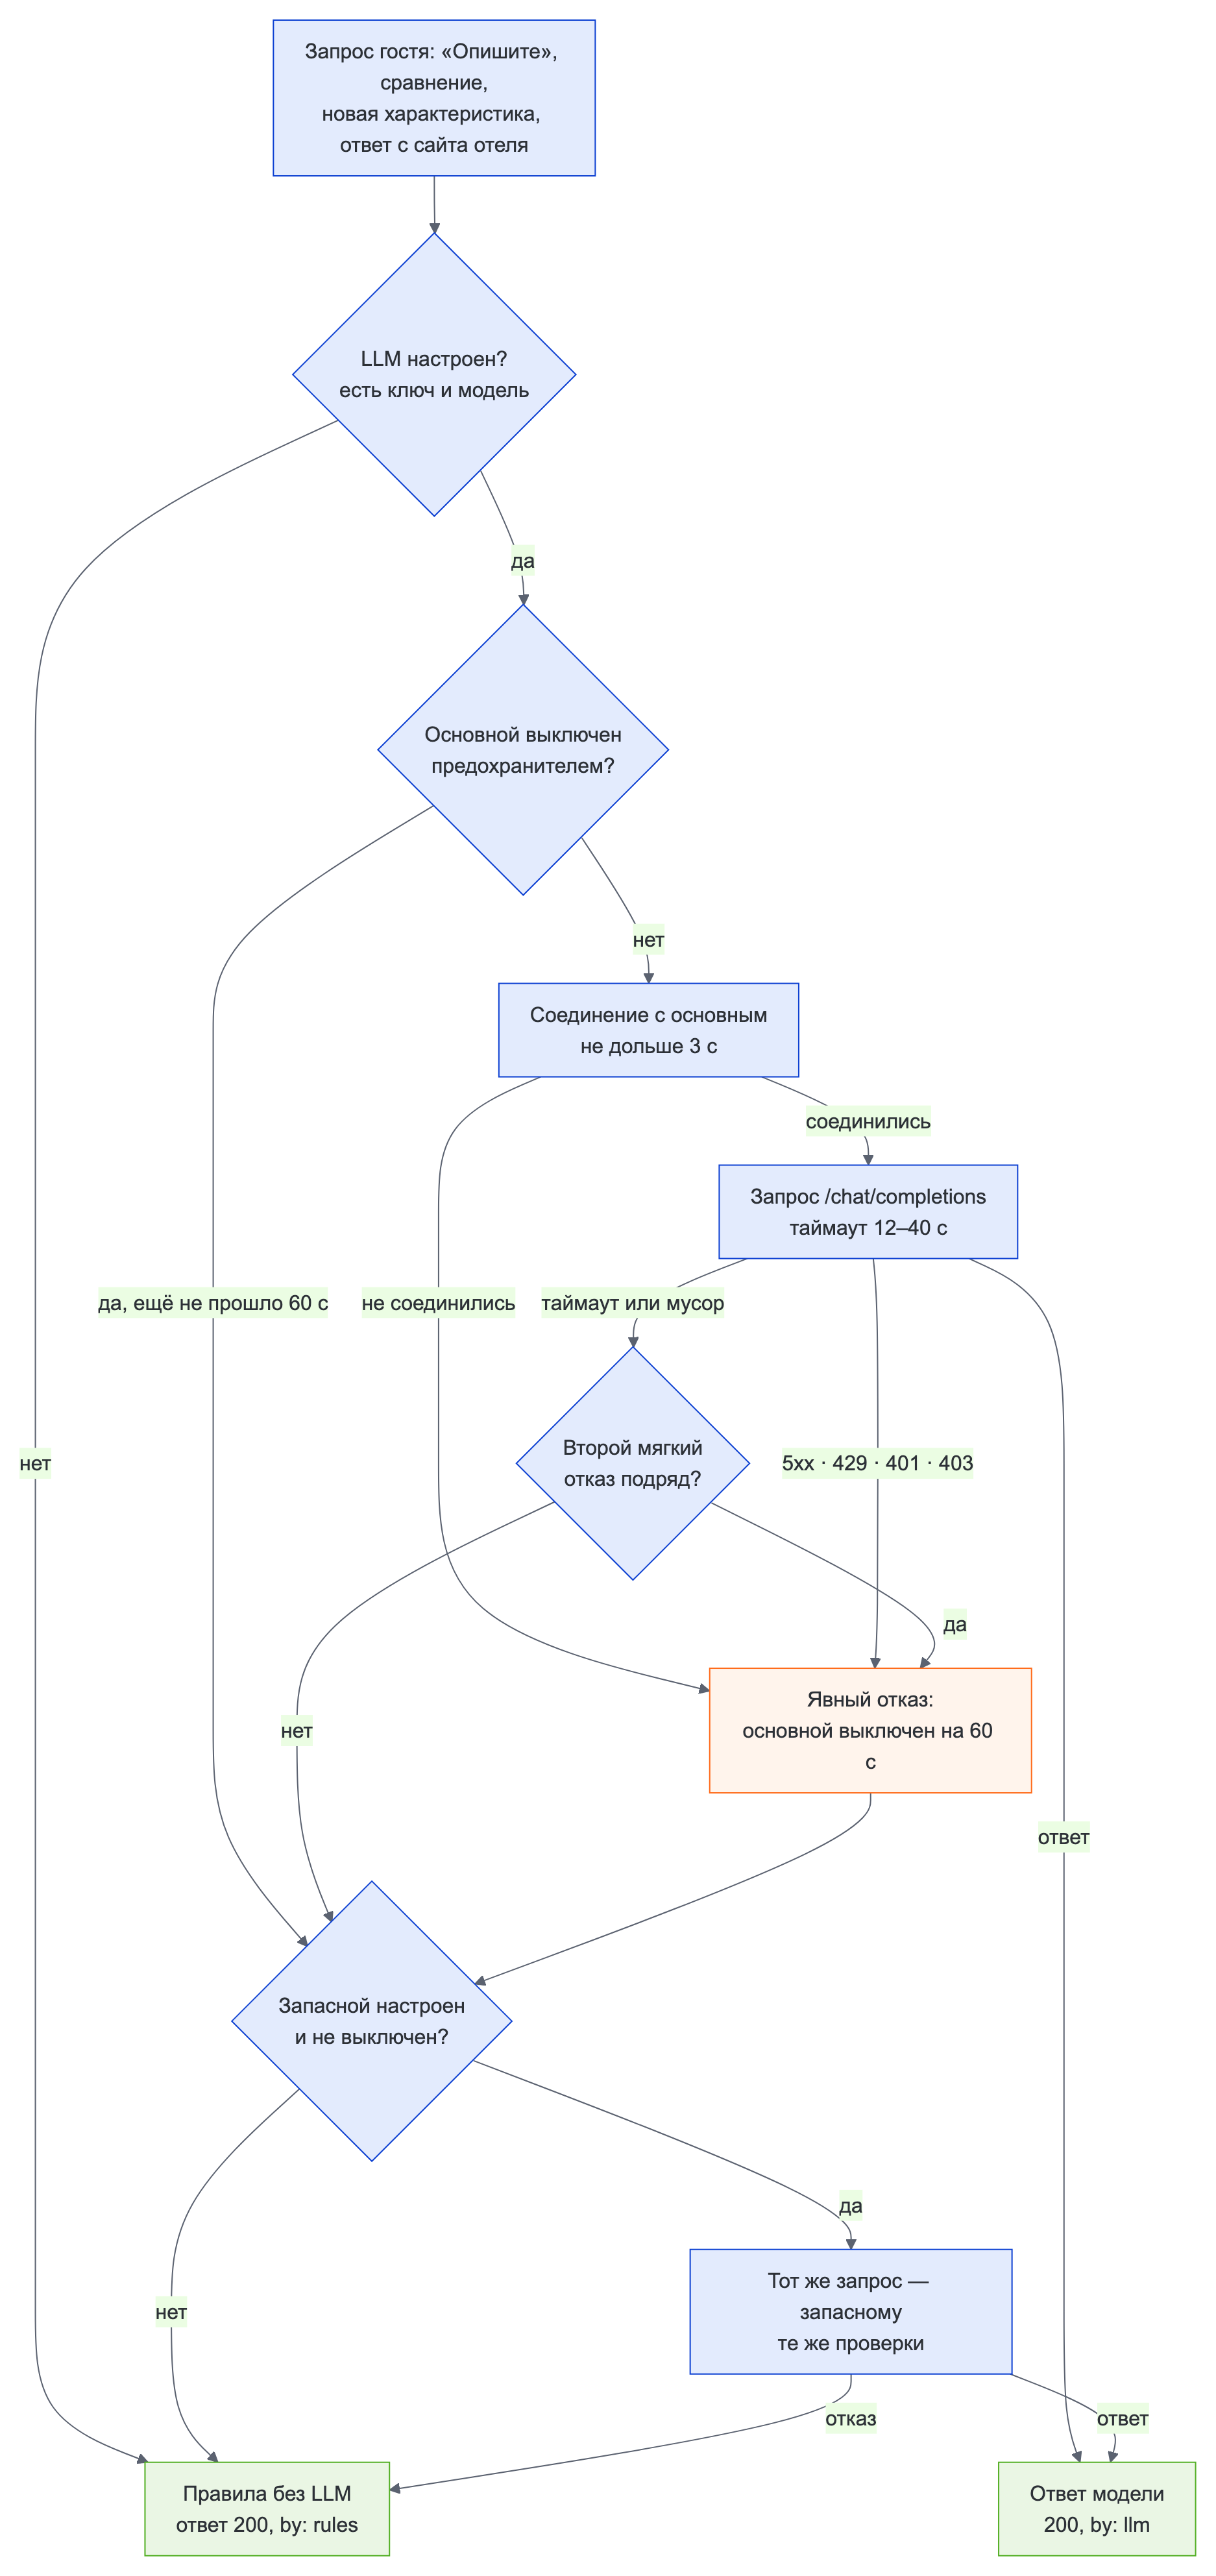 Запрос гостя: «Опишите»,
сравнение,
новая характеристика,
ответ с сайта отеля
LLM настроен?
есть ключ и модель
да
Основной выключен
предохранителем?
нет
Соединение с основным
не дольше 3 с
соединились
Запрос /chat/completions
таймаут 12–40 с
да, ещё не прошло 60 с
не соединились
таймаут или мусор
Второй мягкий
отказ подряд?
нет
5xx · 429 · 401 · 403
да
Явный отказ:
основной выключен на 60
с
нет
ответ
Запасной настроен
и не выключен?
да
нет
Тот же запрос —
запасному
те же проверки
отказ
ответ
Правила без LLM
ответ 200, by: rules
Ответ модели
200, by: llm